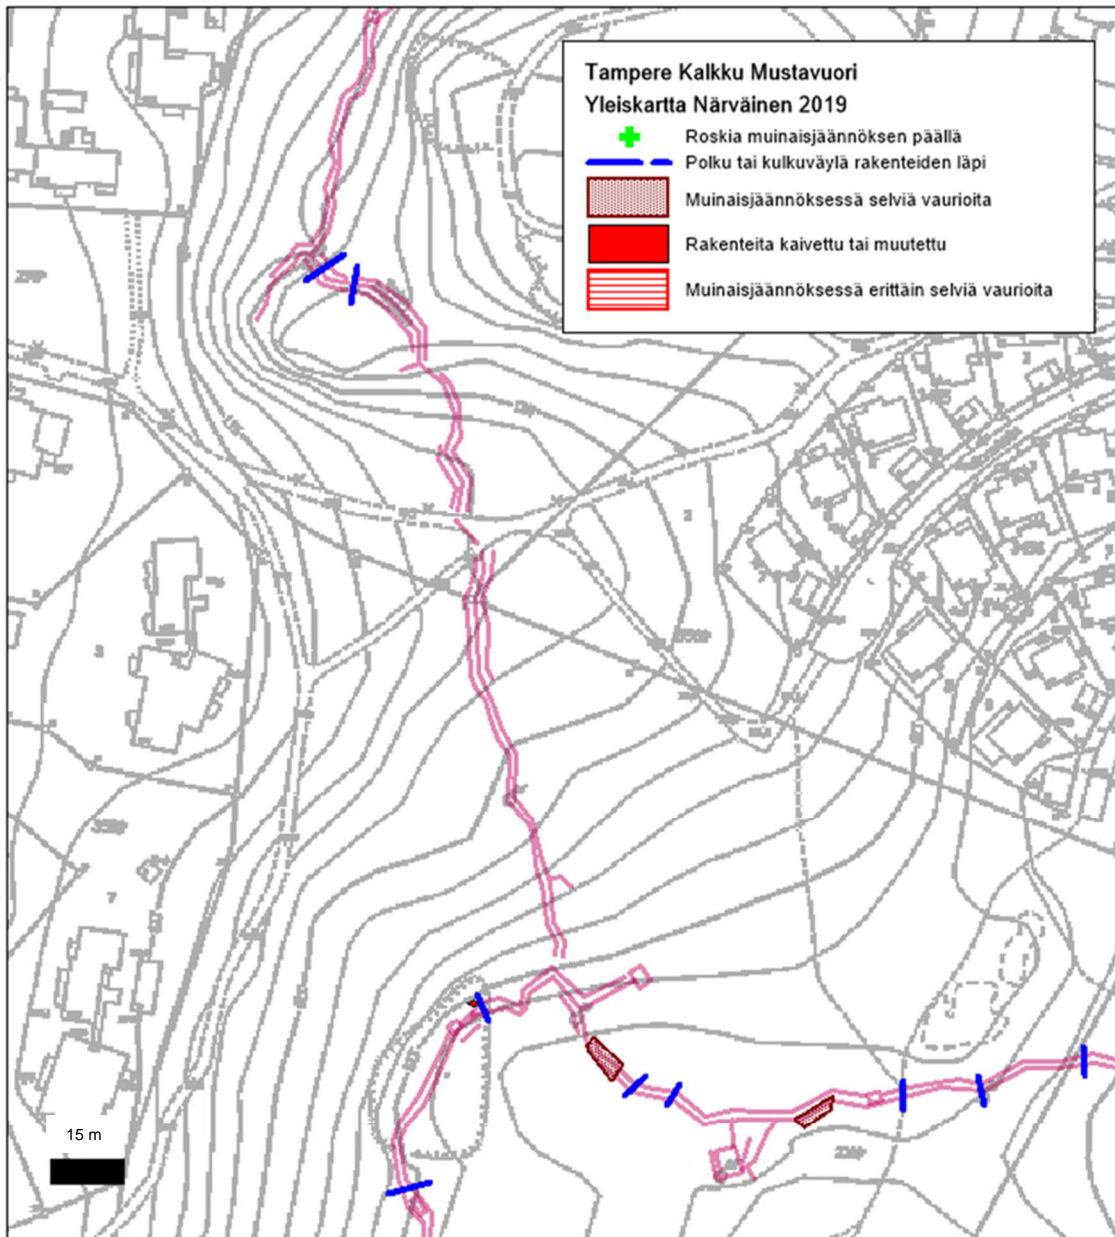 Tampere Kalkku Mustavuori
Yleiskartta Närväinen 2019
Roskia muinaisjäännöksen päällä
Polku tai kulkuväylä rakenteiden läpi
Muinaisjäännöksessä selviä vaurioita
Rakenteita kaivettu tai muutettu
Muinaisjäännöksessä erittäin selviä vaurioita
15 m